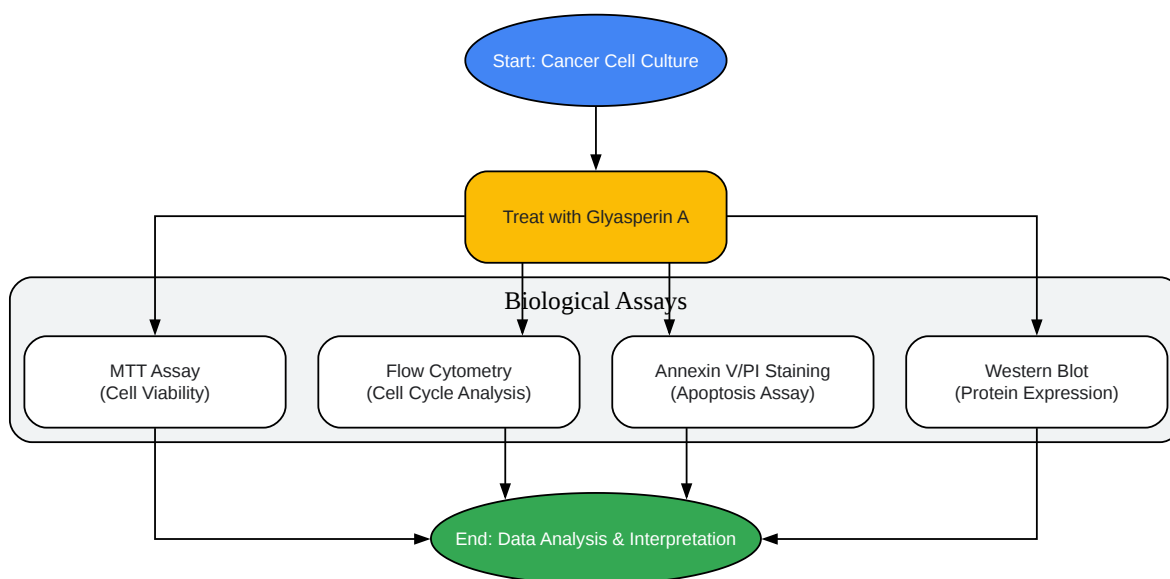 Start: Cancer Cell Culture
Treat with Glyasperin A
Biological Assays
MTT Assay
(Cell Viability)
Flow Cytometry
(Cell Cycle Analysis)
Annexin V/PI Staining
(Apoptosis Assay)
Western Blot
(Protein Expression)
End: Data Analysis & Interpretation